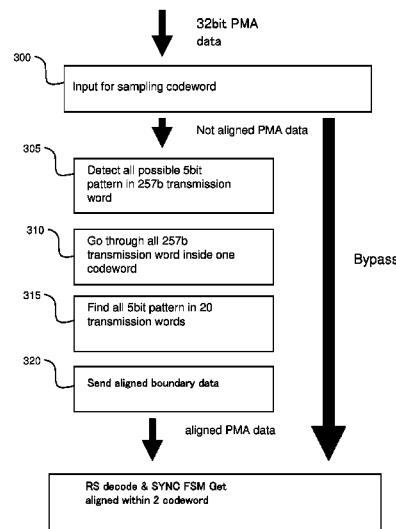 32bit PMA
data
300
Input for sampling codeword
Not aligned PMA data
305
Detect all possible 5bit
pattern in 257b transmission
word
310
Go through all 257b
transmission word inside one
codeword
Bypass
315
Find all 5bit pattern in 20
transmission words
320
Send aligned boundary data
aligned PMA data
RS decode & SYNC FSM Get
aligned within 2 codeword